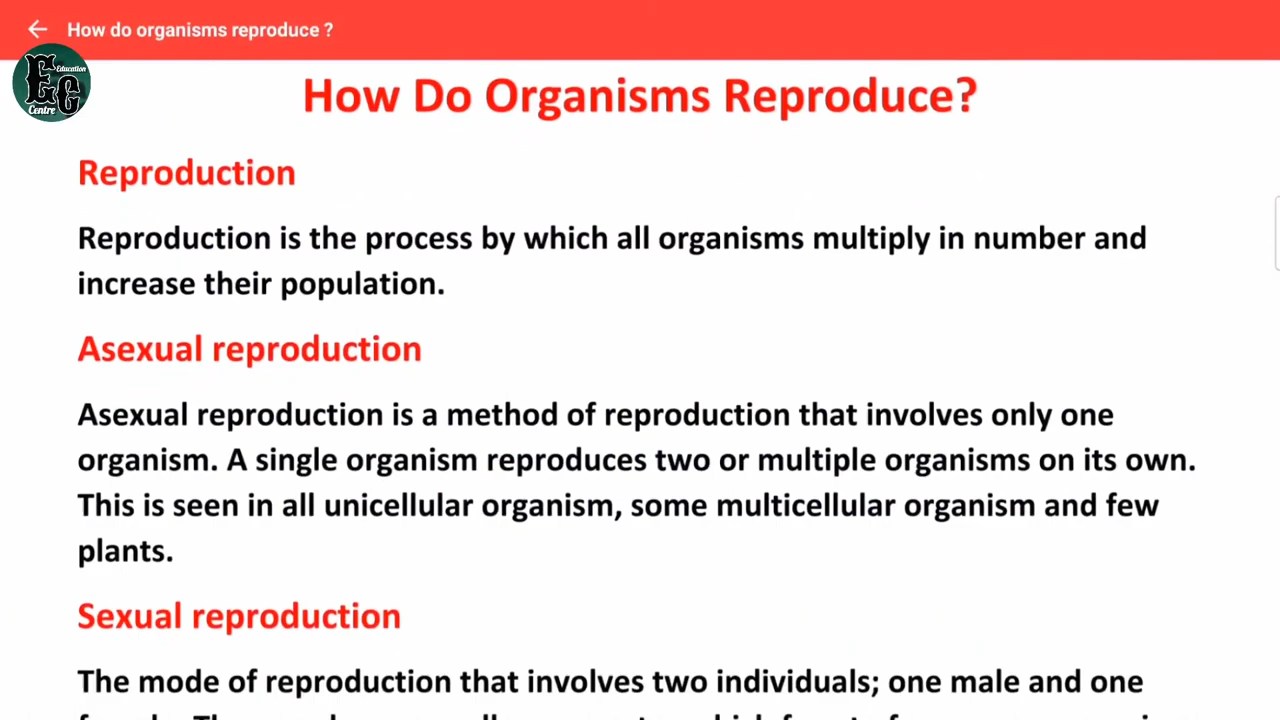 How do organisms reproduce ?
Education
EC
Centre
How Do Organisms Reproduce?
Reproduction
Reproduction is the process by which all organisms multiply in number and
increase their population.
Asexual reproduction
Asexual reproduction is a method of reproduction that involves only one
organism. A single organism reproduces two or multiple organisms on its own.
This is seen in all unicellular organism, some multicellular organism and few
plants.
Sexual reproduction
The mode of reproduction that involves two individuals; one male and one